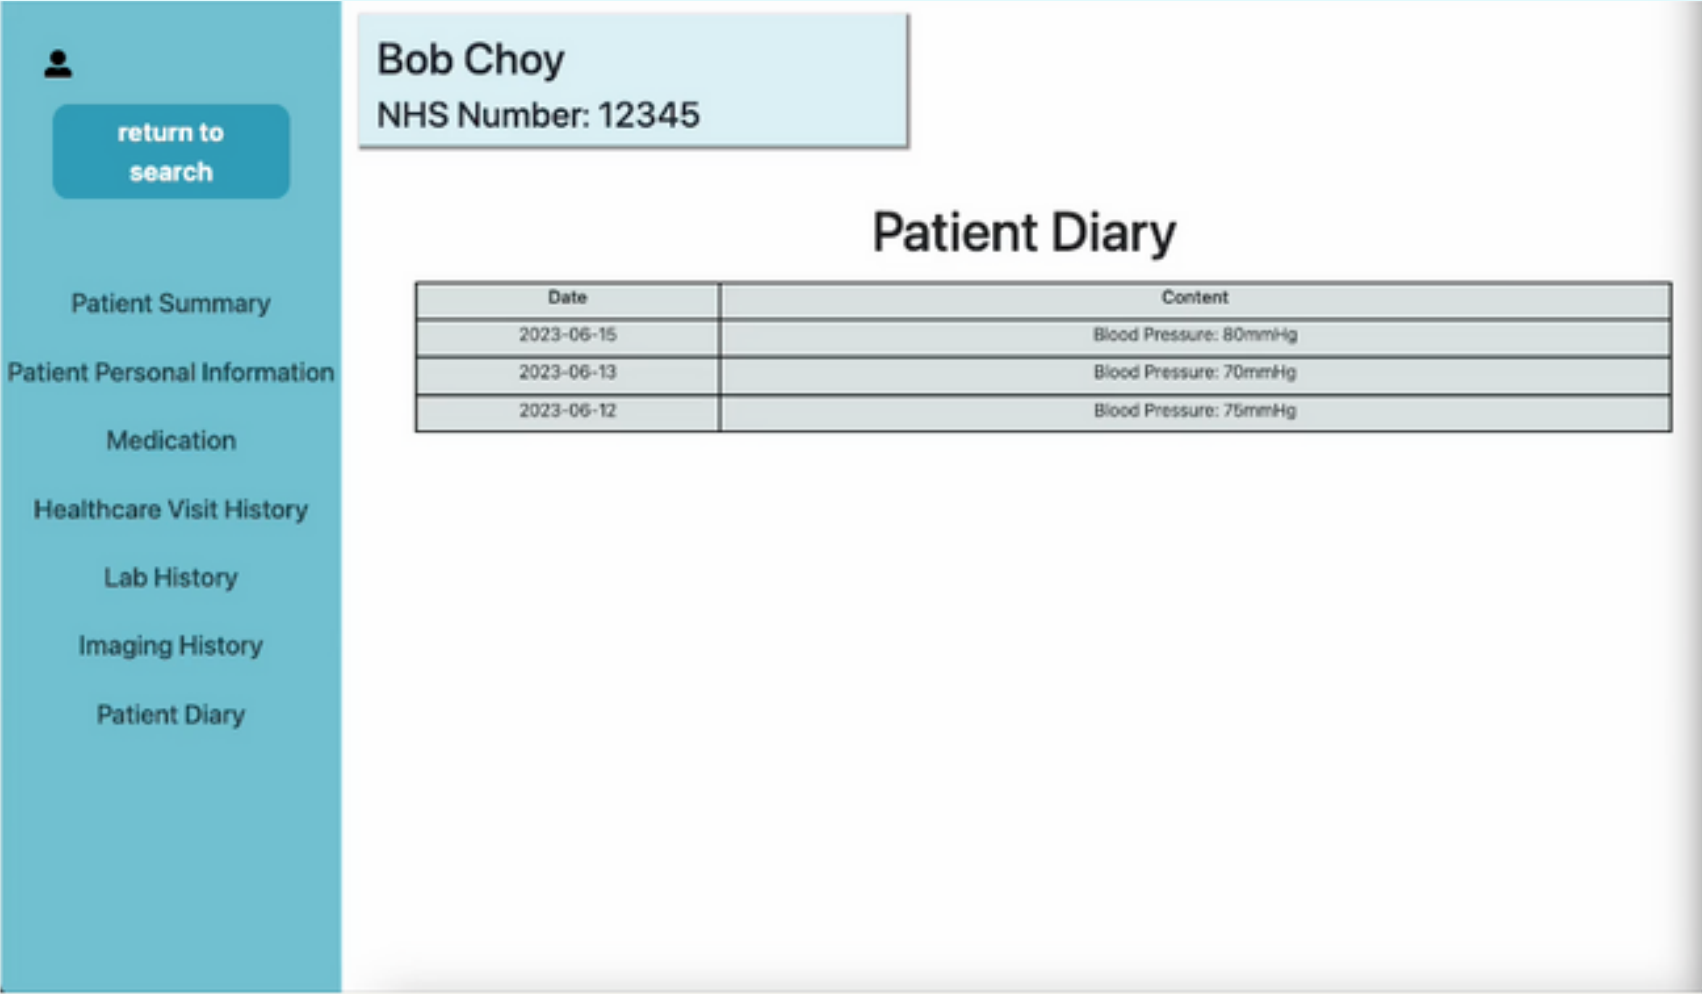 return to
search
Patient Summary
Patient Personal Information
Medication
Healthcare Visit History
Lab History
Imaging History
Patient Diary
Bob Choy
NHS Number: 12345
Patient Diary
Date Content
2023-06-15 Blood Pressure: 80mmHg
2023-06-13 Blood Pressure: 70mmHg
2023-06-12 Blood Pressure: 75mmHg